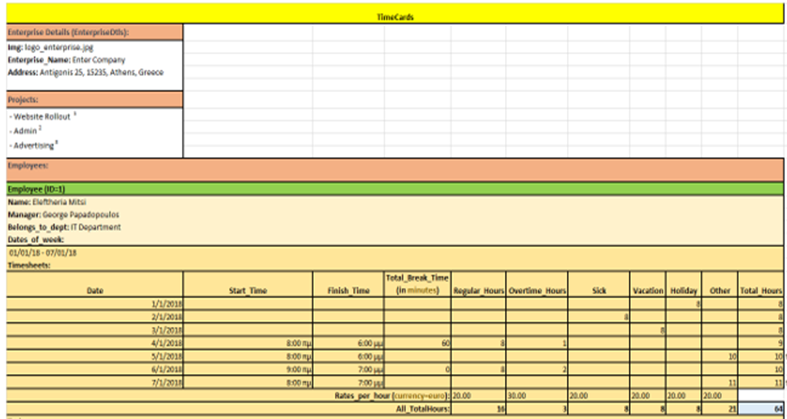 TimeCards
Enterprise Details (EnterpriseDtls):
Img: logo_enterprise.jpg
Enterprise_Name: Enter Company
Address: Antigonis 25, 15235, Athens, Greece
Projects:
- Website Rollout 1
- Admin 2
- Advertising 3
Employees:
Employee (ID=1)
Name: Eleftheria Mitsi
Manager: George Papadopoulos
Belongs_to_dept: IT Department
Dates_of_week:
01/01/18 - 07/01/18
Timesheets:
Date Start_Time Finish_Time Total_Break_Time (in minutes) Regular_Hours Overtime_Hours Sick Vacation Holiday Other Total_Hours
1/1/2018 8 8
2/1/2018 8 8
3/1/2018 8 8
4/1/2018 8:00 πμ 6:00 μμ 60 8 1 9
5/1/2018 8:00 πμ 6:00 μμ 10 10
6/1/2018 9:00 πμ 7:00 μμ 0 8 2 10
7/1/2018 8:00 πμ 7:00 μμ 11 11
Rates_per_hour (currency=euro): 20.00 30.00 20.00 20.00 20.00 20.00
All_TotalHours: 16 3 8 8 8 21 64